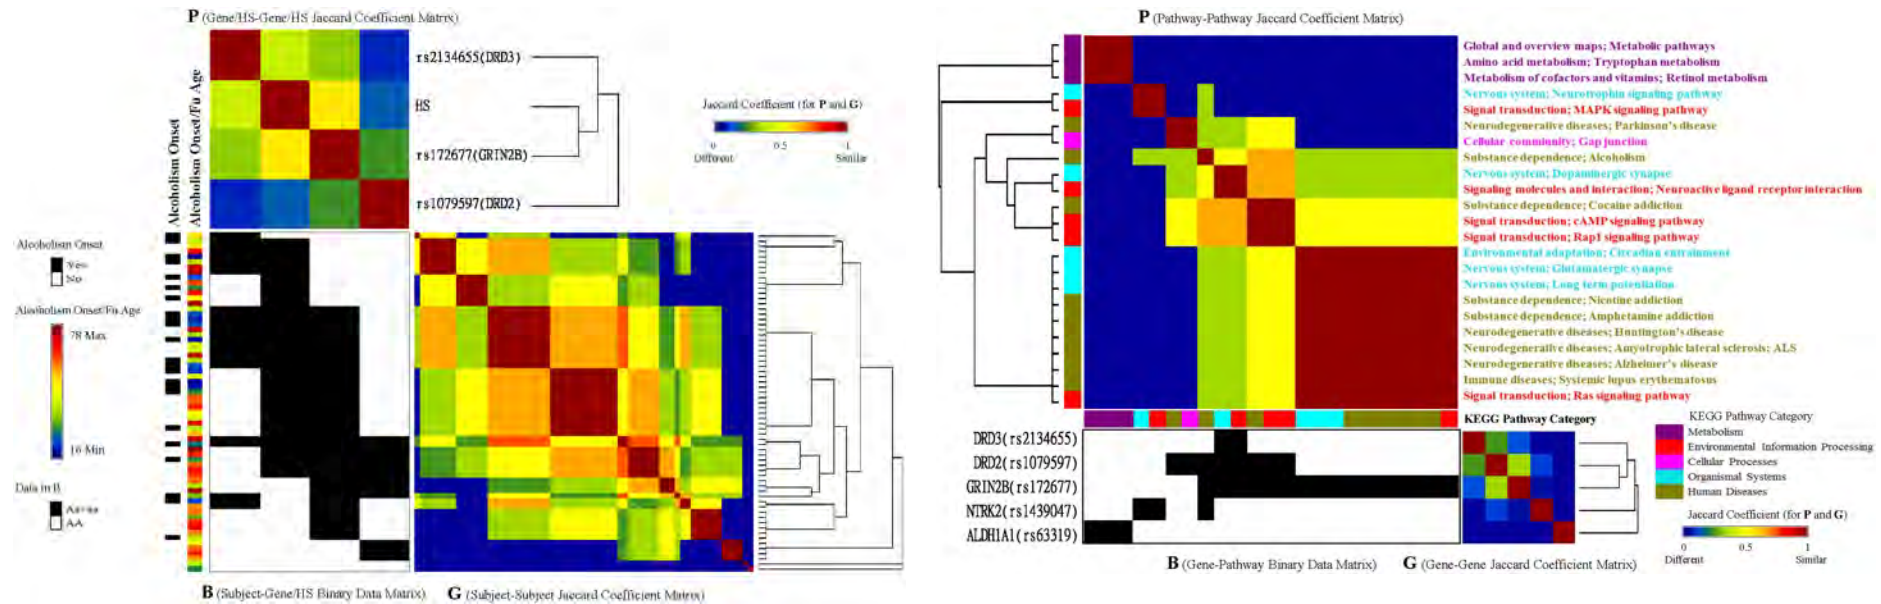 P (Gene/HS-Gene/HS Jaccard Coefficient Matrix)
rs2134655(DRD3)
HS
rs172677(GRIN2B)
rs1079597(DRD2)
Jaccard Coefficient (for P and G)
0 0.5 1
Different Similar
Alcoholism Onset
Alcoholism Onset/Fu Age
Alcoholism Onset
Yes
No
Alcoholism Onset/Fu Age
78 Max
16 Min
Data in B
Aa+aa
AA
B (Subject-Gene/HS Binary Data Matrix)
G (Subject-Subject Jaccard Coefficient Matrix)
P (Pathway-Pathway Jaccard Coefficient Matrix)
Global and overview maps; Metabolic pathways
Amino acid metabolism; Tryptophan metabolism
Metabolism of cofactors and vitamins; Retinol metabolism
Nervous system; Neurotrophin signaling pathway
Signal transduction; MAPK signaling pathway
Neurodegenerative diseases; Parkinson's disease
Cellular community; Gap junction
Substance dependence; Alcoholism
Nervous system; Dopaminergic synapse
Signaling molecules and interaction; Neuroactive ligand receptor interaction
Substance dependence; Cocaine addiction
Signal transduction; cAMP signaling pathway
Signal transduction; Rap1 signaling pathway
Environmental adaptation; Circadian entrainment
Nervous system; Glutamatergic synapse
Nervous system; Long term potentiation
Substance dependence; Nicotine addiction
Substance dependence; Amphetamine addiction
Neurodegenerative diseases; Huntington's disease
Neurodegenerative diseases; Amyotrophic lateral sclerosis; ALS
Neurodegenerative diseases; Alzheimer's disease
Immune diseases; Systemic lupus erythematosus
Signal transduction; Ras signaling pathway
KEGG Pathway Category
DRD3(rs2134655)
DRD2(rs1079597)
GRIN2B(rs172677)
NTRK2(rs1439047)
ALDH1A1(rs63319)
KEGG Pathway Category
Metabolism
Environmental Information Processing
Cellular Processes
Organismal Systems
Human Diseases
Jaccard Coefficient (for P and G)
0 0.5 1
Different Similar
B (Gene-Pathway Binary Data Matrix)
G (Gene-Gene Jaccard Coefficient Matrix)